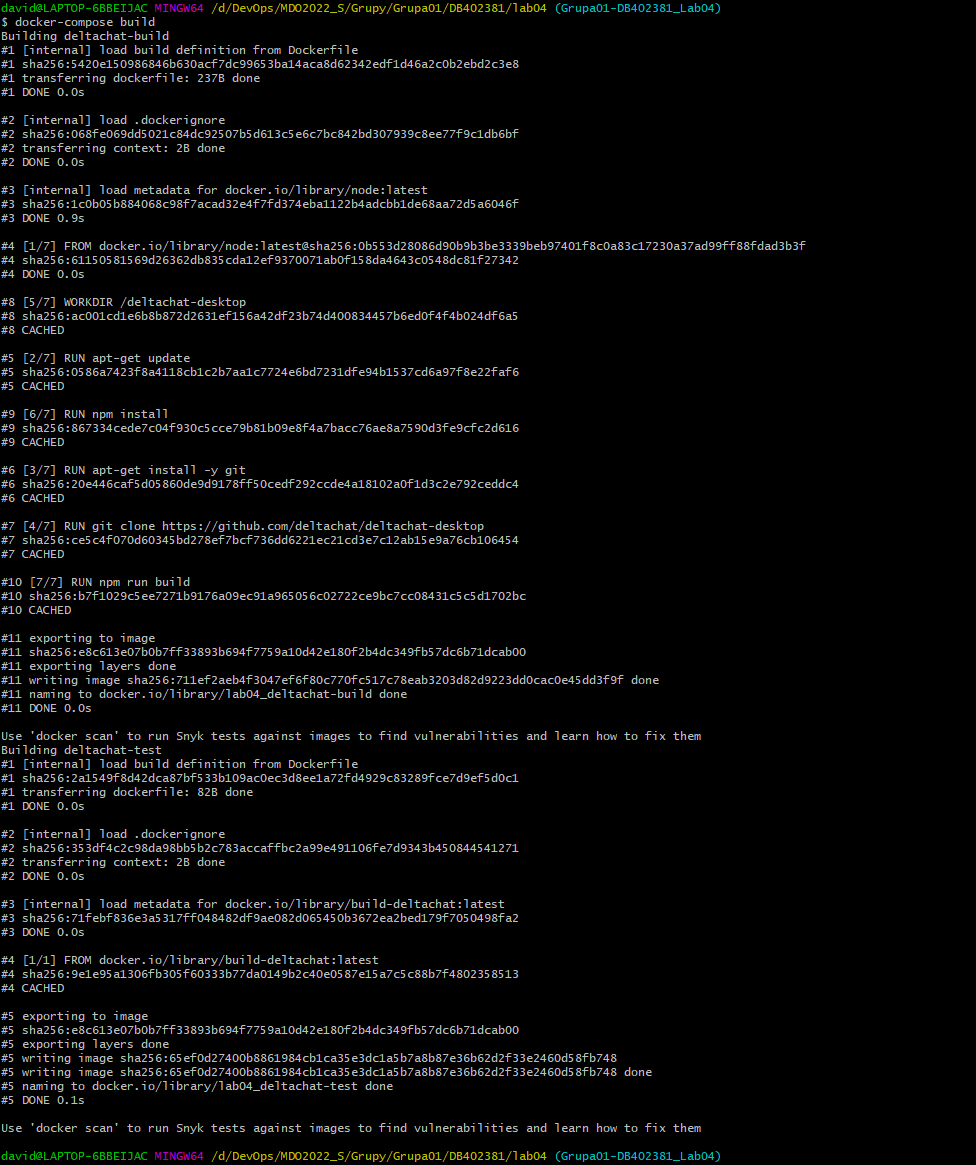 david@LAPTOP-6BBEIJAC MINGW64 /d/DevOps/MDO2022_S/Grupy/Grupa01/DB402381/lab04 (Grupa01-DB402381_Lab04)
$ docker-compose build
Building deltachat-build
#1 [internal] load build definition from Dockerfile
#1 sha256:5420e150986846b630acf7dc99653ba14aca8d62342edf1d46a2c0b2ebd2c3e8
#1 transferring dockerfile: 237B done
#1 DONE 0.0s

#2 [internal] load .dockerignore
#2 sha256:068fe069dd5021c84dc92507b5d613c5e6c7bc842bd307939c8ee77f9c1db6bf
#2 transferring context: 2B done
#2 DONE 0.0s

#3 [internal] load metadata for docker.io/library/node:latest
#3 sha256:1c0b05b884068c98f7acad32e4f7fd374eba1122b4adcbb1de68aa72d5a6046f
#3 DONE 0.9s

#4 [1/7] FROM docker.io/library/node:latest@sha256:0b553d28086d90b9b3be3339beb97401f8c0a83c17230a37ad99ff88fdad3b3f
#4 sha256:61150581569d26362db835cda12ef9370071ab0f158da4643c0548dc81f27342
#4 DONE 0.0s

#8 [5/7] WORKDIR /deltachat-desktop
#8 sha256:ac001cd1e6b8b872d2631ef156a42df23b74d400834457b6ed0f4f4b024df6a5
#8 CACHED

#5 [2/7] RUN apt-get update
#5 sha256:0586a7423f8a4118cb1c2b7aa1c7724e6bd7231dfe94b1537cd6a97f8e22faf6
#5 CACHED

#9 [6/7] RUN npm install
#9 sha256:867334cede7c04f930c5cce79b81b09e8f4a7bacc76ae8a7590d3fe9cfc2d616
#9 CACHED

#6 [3/7] RUN apt-get install -y git
#6 sha256:20e446caf5d05860de9d9178ff50cedf292ccde4a18102a0f1d3c2e792ceddc4
#6 CACHED

#7 [4/7] RUN git clone https://github.com/deltachat/deltachat-desktop
#7 sha256:ce5c4f070d60345bd278ef7bcf736dd6221ec21cd3e7c12ab15e9a76cb106454
#7 CACHED

#10 [7/7] RUN npm run build
#10 sha256:b7f1029c5ee7271b9176a09ec91a965056c02722ce9bc7cc08431c5c5d1702bc
#10 CACHED

#11 exporting to image
#11 sha256:e8c613e07b0b7ff33893b694f7759a10d42e180f2b4dc349fb57dc6b71dcab00
#11 exporting layers done
#11 writing image sha256:711ef2aeb4f3047ef6f80c770fc517c78eab3203d82d9223dd0cac0e45dd3f9f done
#11 naming to docker.io/library/lab04_deltachat-build done
#11 DONE 0.0s

Use 'docker scan' to run Snyk tests against images to find vulnerabilities and learn how to fix them
Building deltachat-test
#1 [internal] load build definition from Dockerfile
#1 sha256:2a1549f8d42dca87bf533b109ac0ec3d8ee1a72fd4929c83289fce7d9ef5d0c1
#1 transferring dockerfile: 82B done
#1 DONE 0.0s

#2 [internal] load .dockerignore
#2 sha256:353df4c2c98da98bb5b2c783accaffbc2a99e491106fe7d9343b450844541271
#2 transferring context: 2B done
#2 DONE 0.0s

#3 [internal] load metadata for docker.io/library/build-deltachat:latest
#3 sha256:71febf836e3a5317ff048482df9ae082d065450b3672ea2bed179f7050498fa2
#3 DONE 0.0s

#4 [1/1] FROM docker.io/library/build-deltachat:latest
#4 sha256:9e1e95a1306fb305f60333b77da0149b2c40e0587e15a7c5c88b7f4802358513
#4 CACHED

#5 exporting to image
#5 sha256:e8c613e07b0b7ff33893b694f7759a10d42e180f2b4dc349fb57dc6b71dcab00
#5 exporting layers done
#5 writing image sha256:65ef0d27400b8861984cb1ca35e3dc1a5b7a8b87e36b62d2f33e2460d58fb748
#5 writing image sha256:65ef0d27400b8861984cb1ca35e3dc1a5b7a8b87e36b62d2f33e2460d58fb748 done
#5 naming to docker.io/library/lab04_deltachat-test done
#5 DONE 0.1s

Use 'docker scan' to run Snyk tests against images to find vulnerabilities and learn how to fix them

david@LAPTOP-6BBEIJAC MINGW64 /d/DevOps/MDO2022_S/Grupy/Grupa01/DB402381/lab04 (Grupa01-DB402381_Lab04)